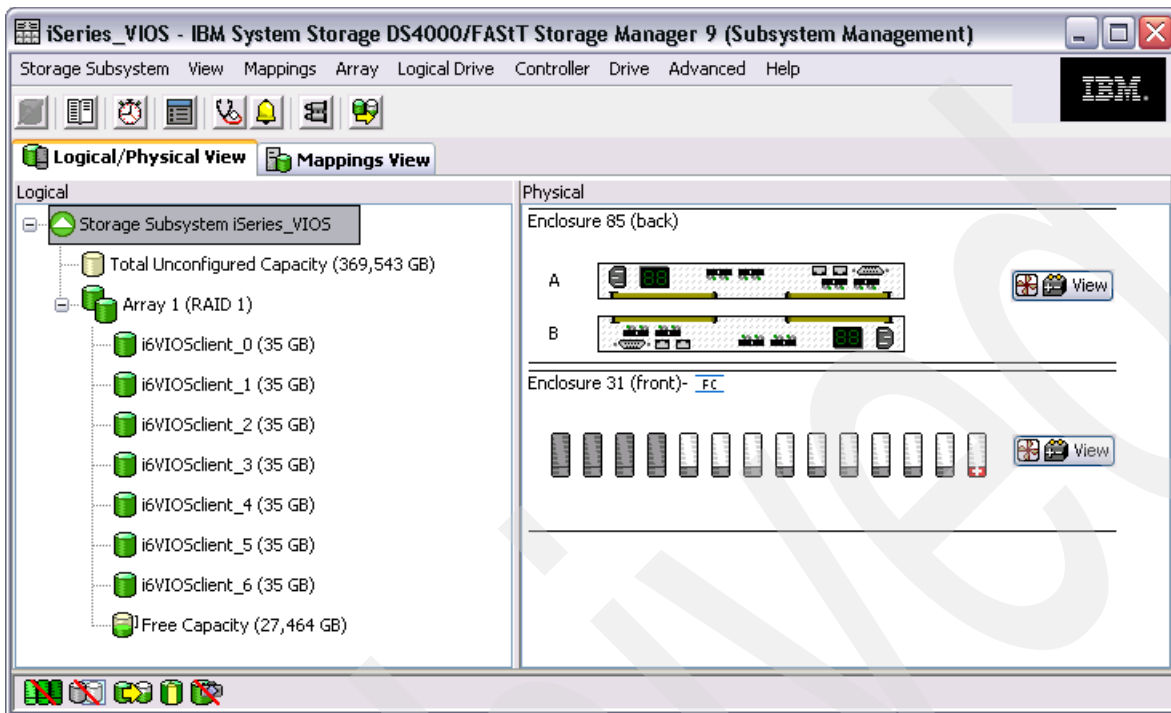 iSeries_VIOS - IBM System Storage DS4000/FAStT Storage Manager 9 (Subsystem Management)
Storage Subsystem View Mappings Array Logical Drive Controller Drive Advanced Help
IBM.
Logical/Physical View Mappings View
Logical
Storage Subsystem iSeries_VIOS
Total Unconfigured Capacity (369,543 GB)
Array 1 (RAID 1)
i6VIOSclient_0 (35 GB)
i6VIOSclient_1 (35 GB)
i6VIOSclient_2 (35 GB)
i6VIOSclient_3 (35 GB)
i6VIOSclient_4 (35 GB)
i6VIOSclient_5 (35 GB)
i6VIOSclient_6 (35 GB)
Free Capacity (27,464 GB)
Physical
Enclosure 85 (back)
A
88
View
B
88
Enclosure 31 (front)- FC
View